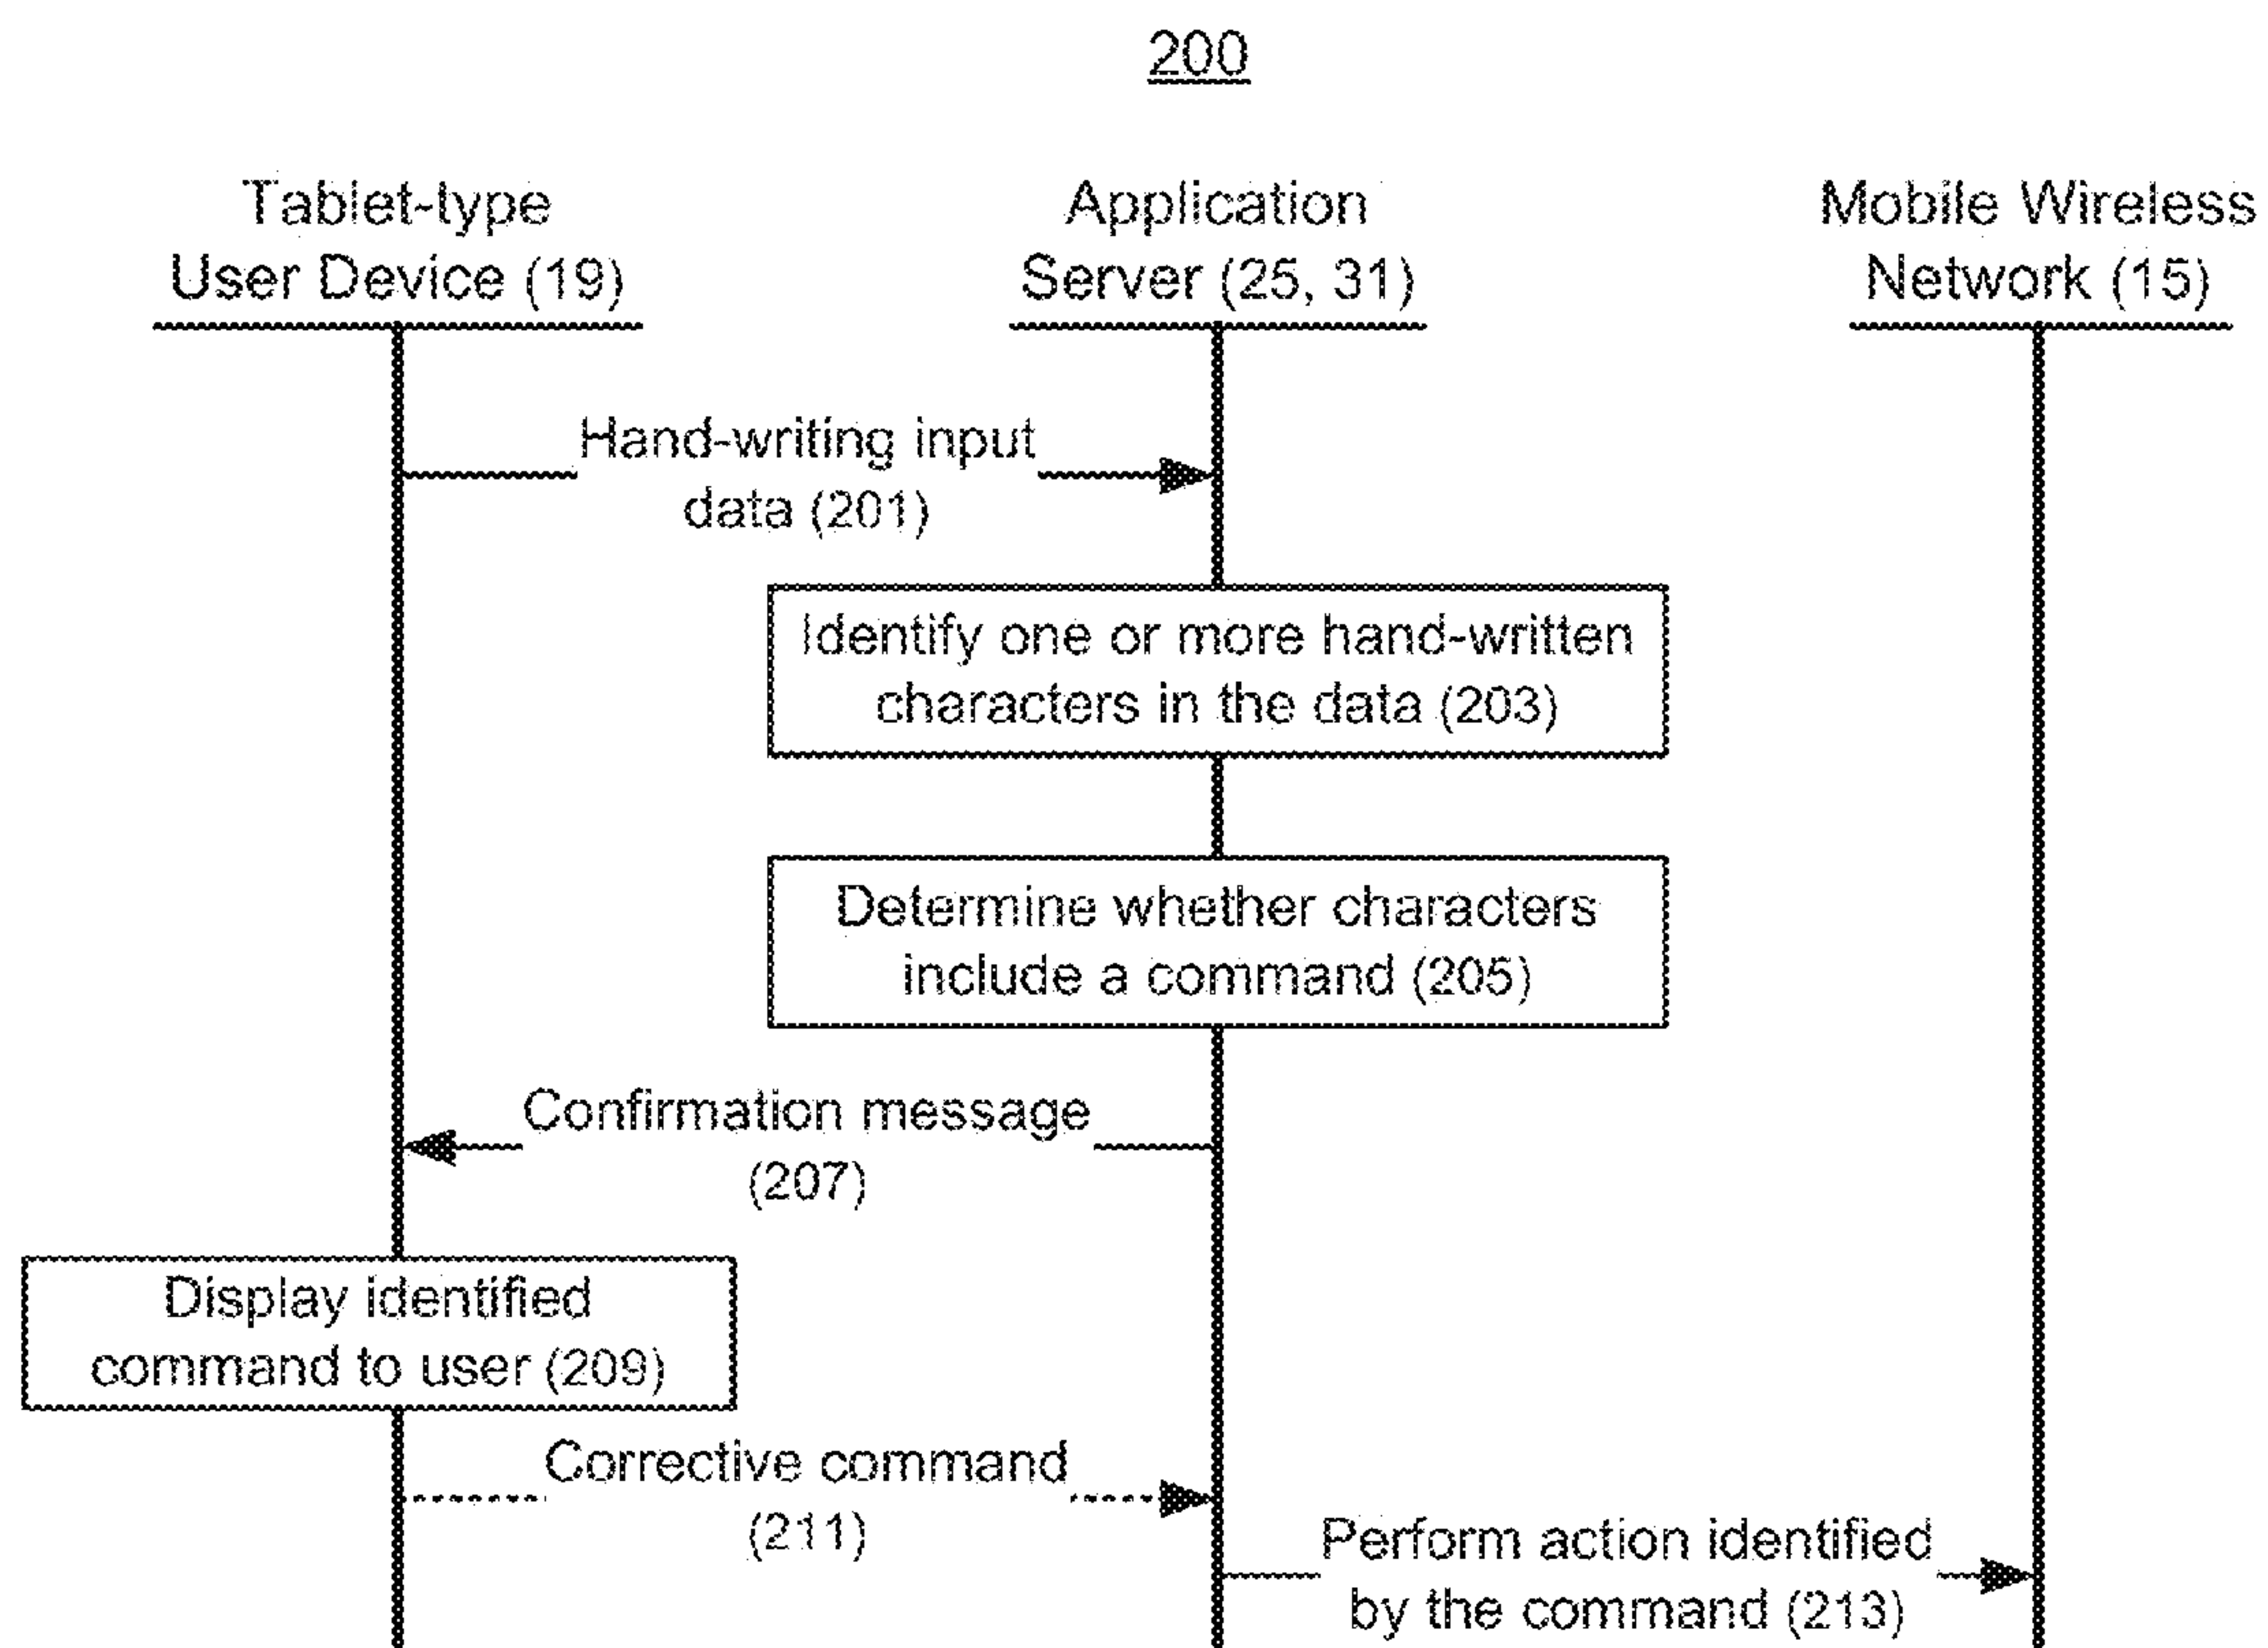 200
Tablet-type
User Device (19)
Application
Server (25, 31)
Mobile Wireless
Network (15)
Hand-writing input
data (201)
Identify one or more hand-written
characters in the data (203)
Determine whether characters
include a command (205)
Confirmation message
(207)
Display identified
command to user (209)
Corrective command
(211)
Perform action identified
by the command (213)